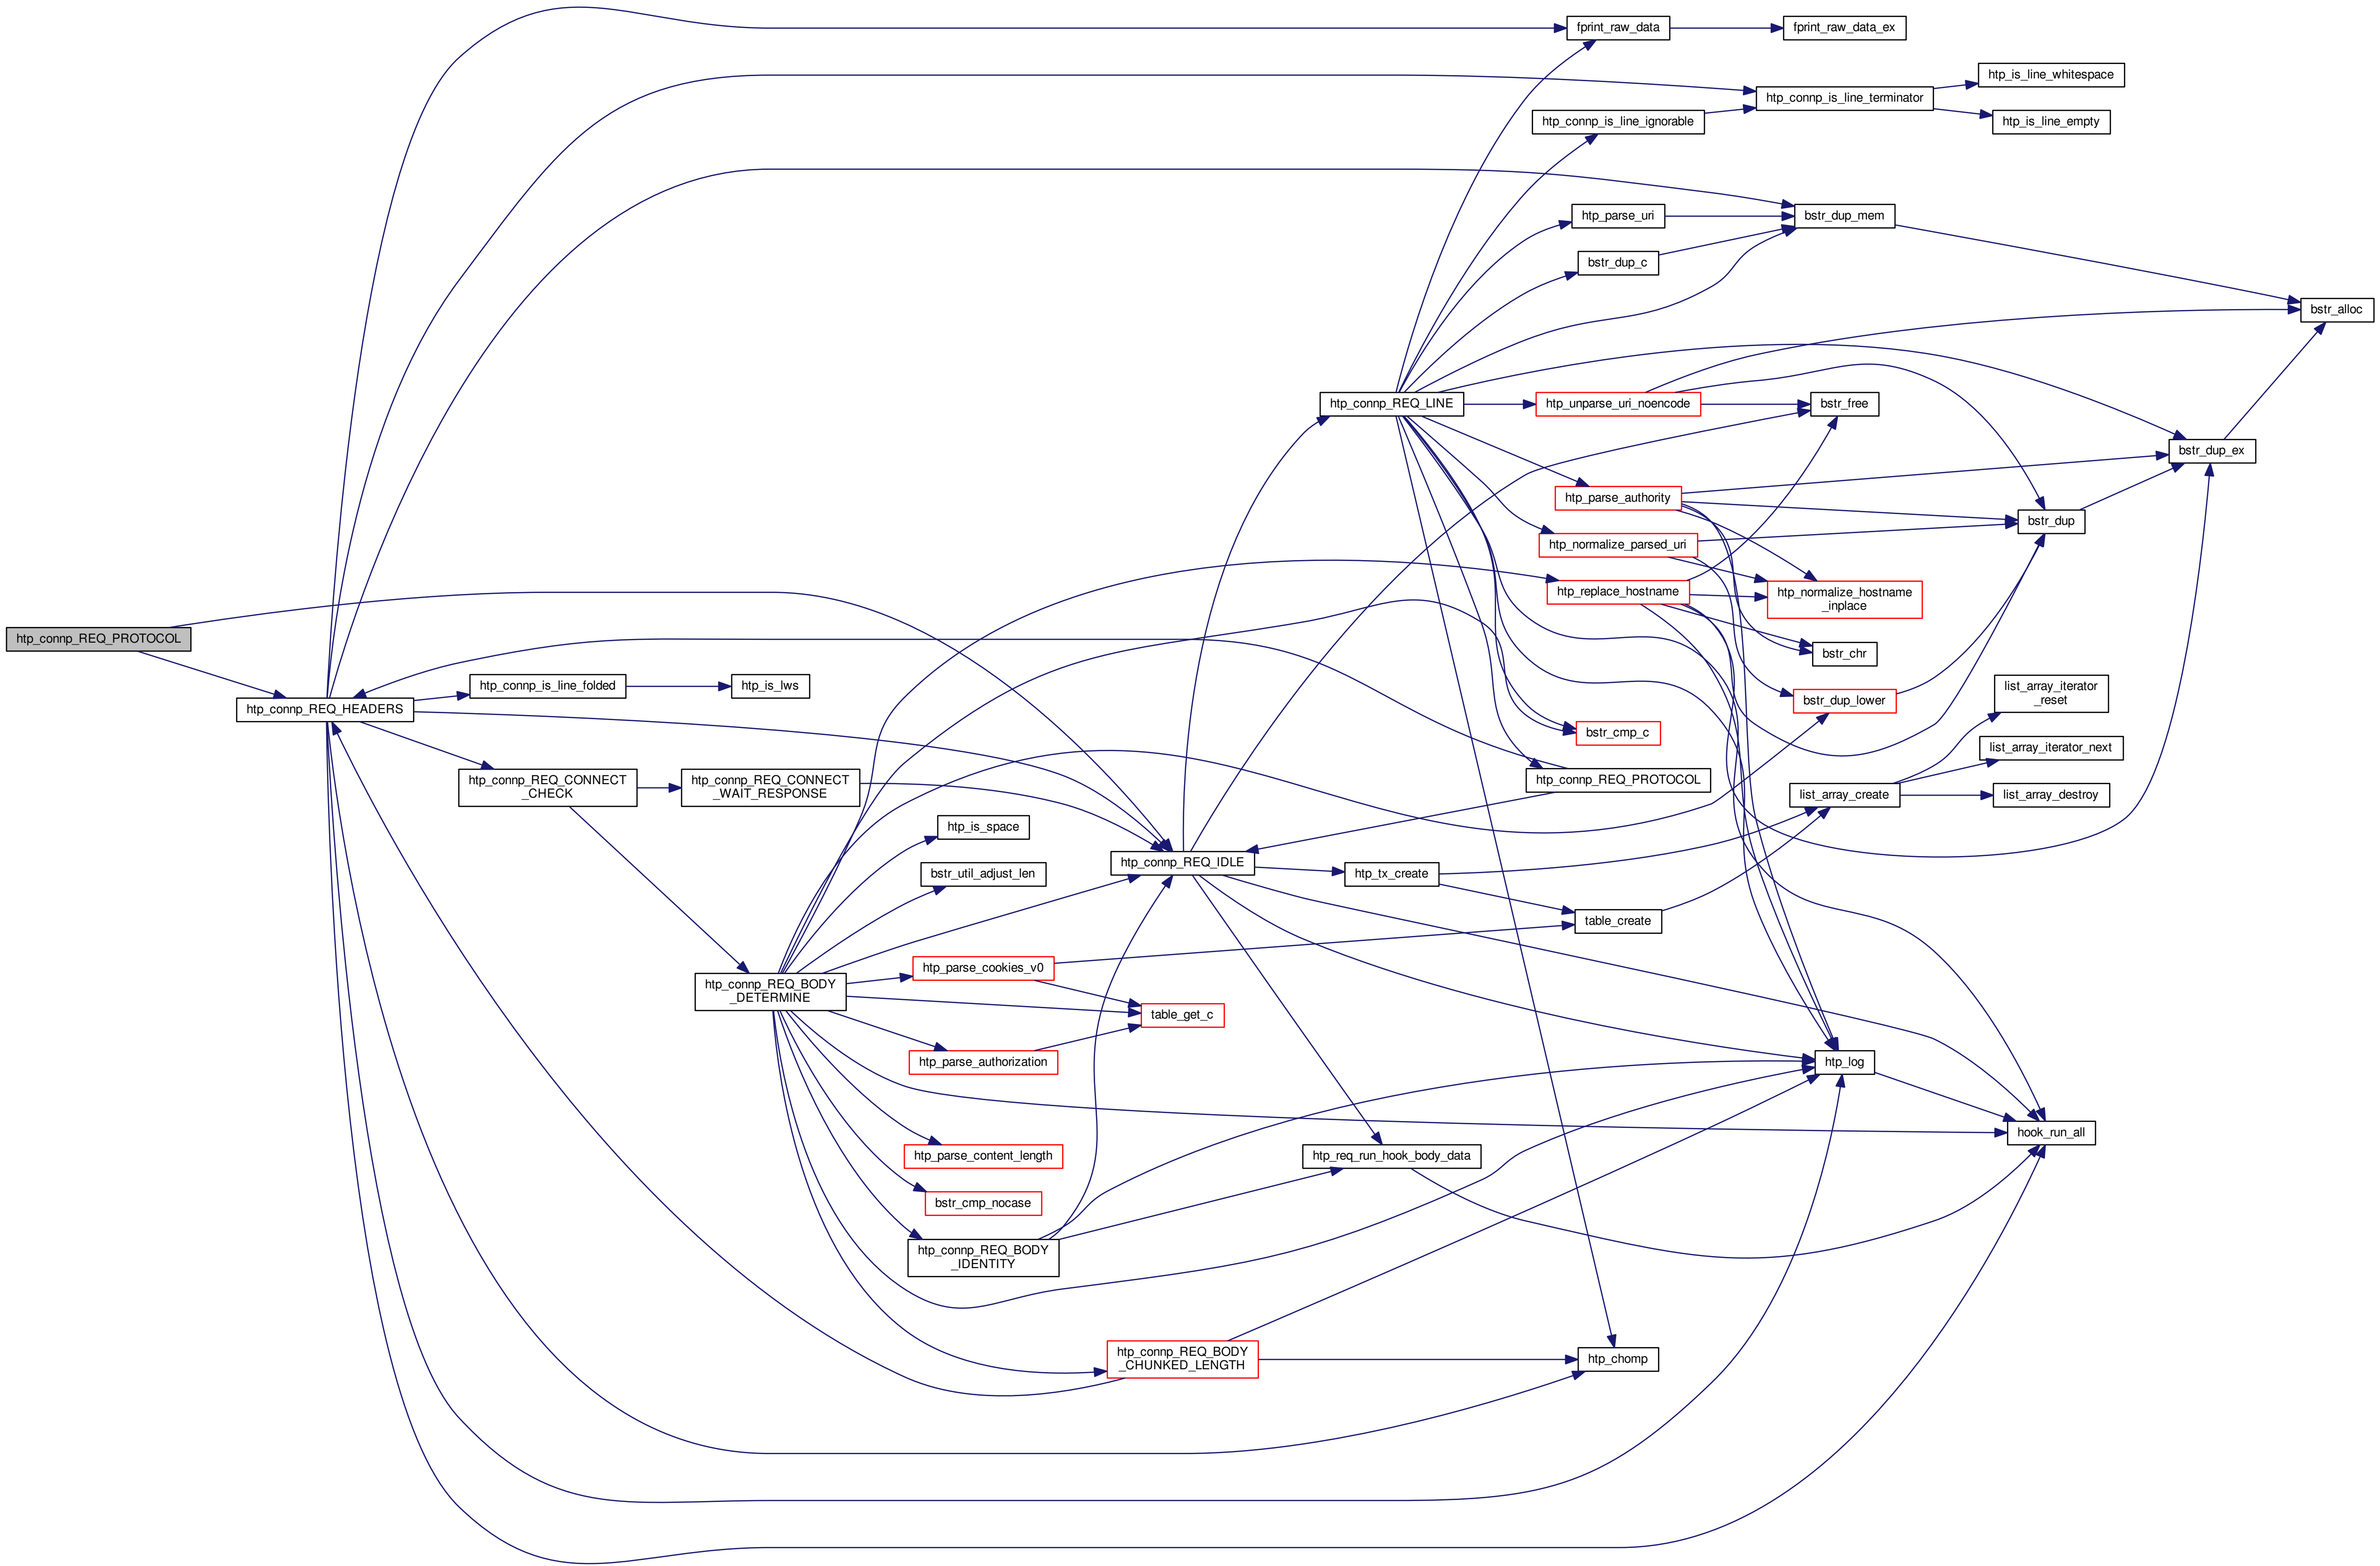 fprint_raw_data
fprint_raw_data_ex
htp_is_line_whitespace
htp_connp_is_line_terminator
htp_connp_is_line_ignorable
htp_is_line_empty
htp_parse_uri
bstr_dup_mem
bstr_dup_c
bstr_alloc
htp_connp_REQ_LINE
htp_unparse_uri_noencode
bstr_free
bstr_dup_ex
htp_parse_authority
bstr_dup
htp_normalize_parsed_uri
htp_replace_hostname
htp_normalize_hostname
_inplace
htp_connp_REQ_PROTOCOL
bstr_chr
htp_connp_is_line_folded
htp_is_lws
list_array_iterator
_reset
bstr_dup_lower
htp_connp_REQ_HEADERS
bstr_cmp_c
list_array_iterator_next
htp_connp_REQ_CONNECT
_CHECK
htp_connp_REQ_CONNECT
_WAIT_RESPONSE
htp_connp_REQ_PROTOCOL
list_array_create
list_array_destroy
htp_is_space
htp_connp_REQ_IDLE
bstr_util_adjust_len
htp_tx_create
table_create
htp_parse_cookies_v0
htp_connp_REQ_BODY
_DETERMINE
table_get_c
htp_parse_authorization
htp_log
hook_run_all
htp_parse_content_length
htp_req_run_hook_body_data
bstr_cmp_nocase
htp_connp_REQ_BODY
_IDENTITY
htp_connp_REQ_BODY
_CHUNKED_LENGTH
htp_chomp